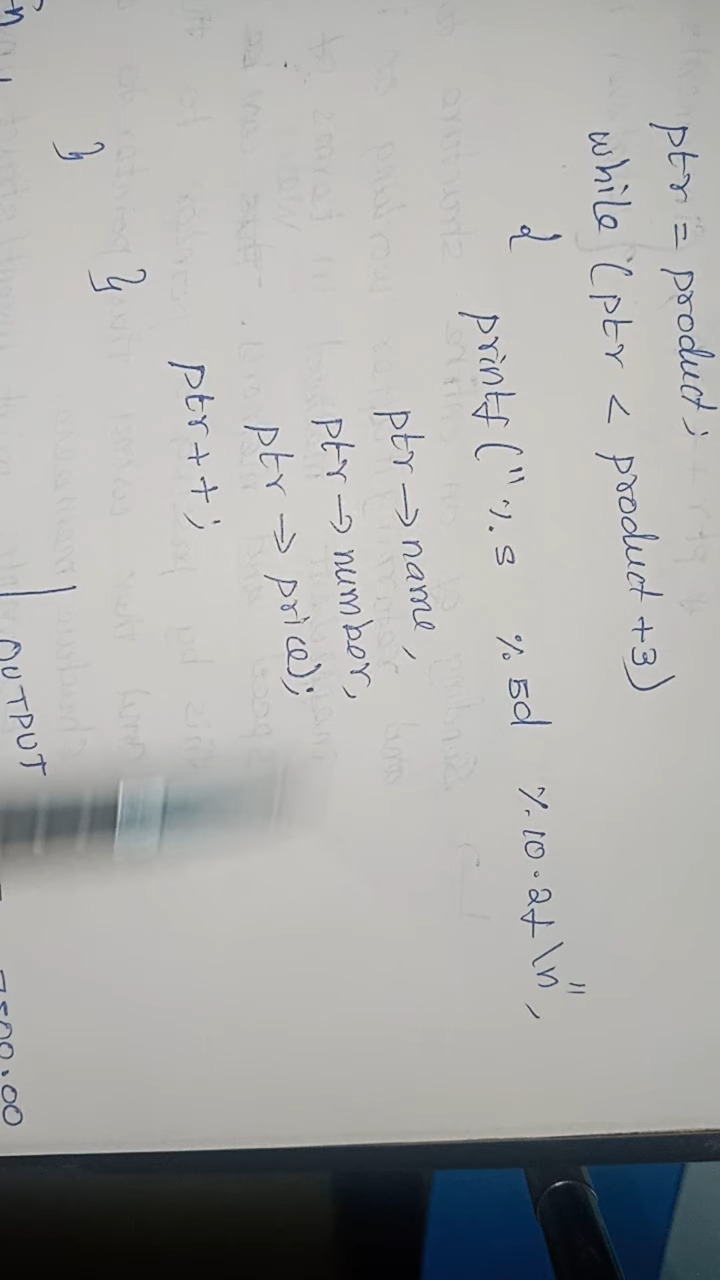 ptr = product;
while (ptr < product +3)
{
printf ("%s %5d %10.2f\n",
ptr→name,
ptr→number,
ptr→price);
ptr++;
}
}
OUTPUT